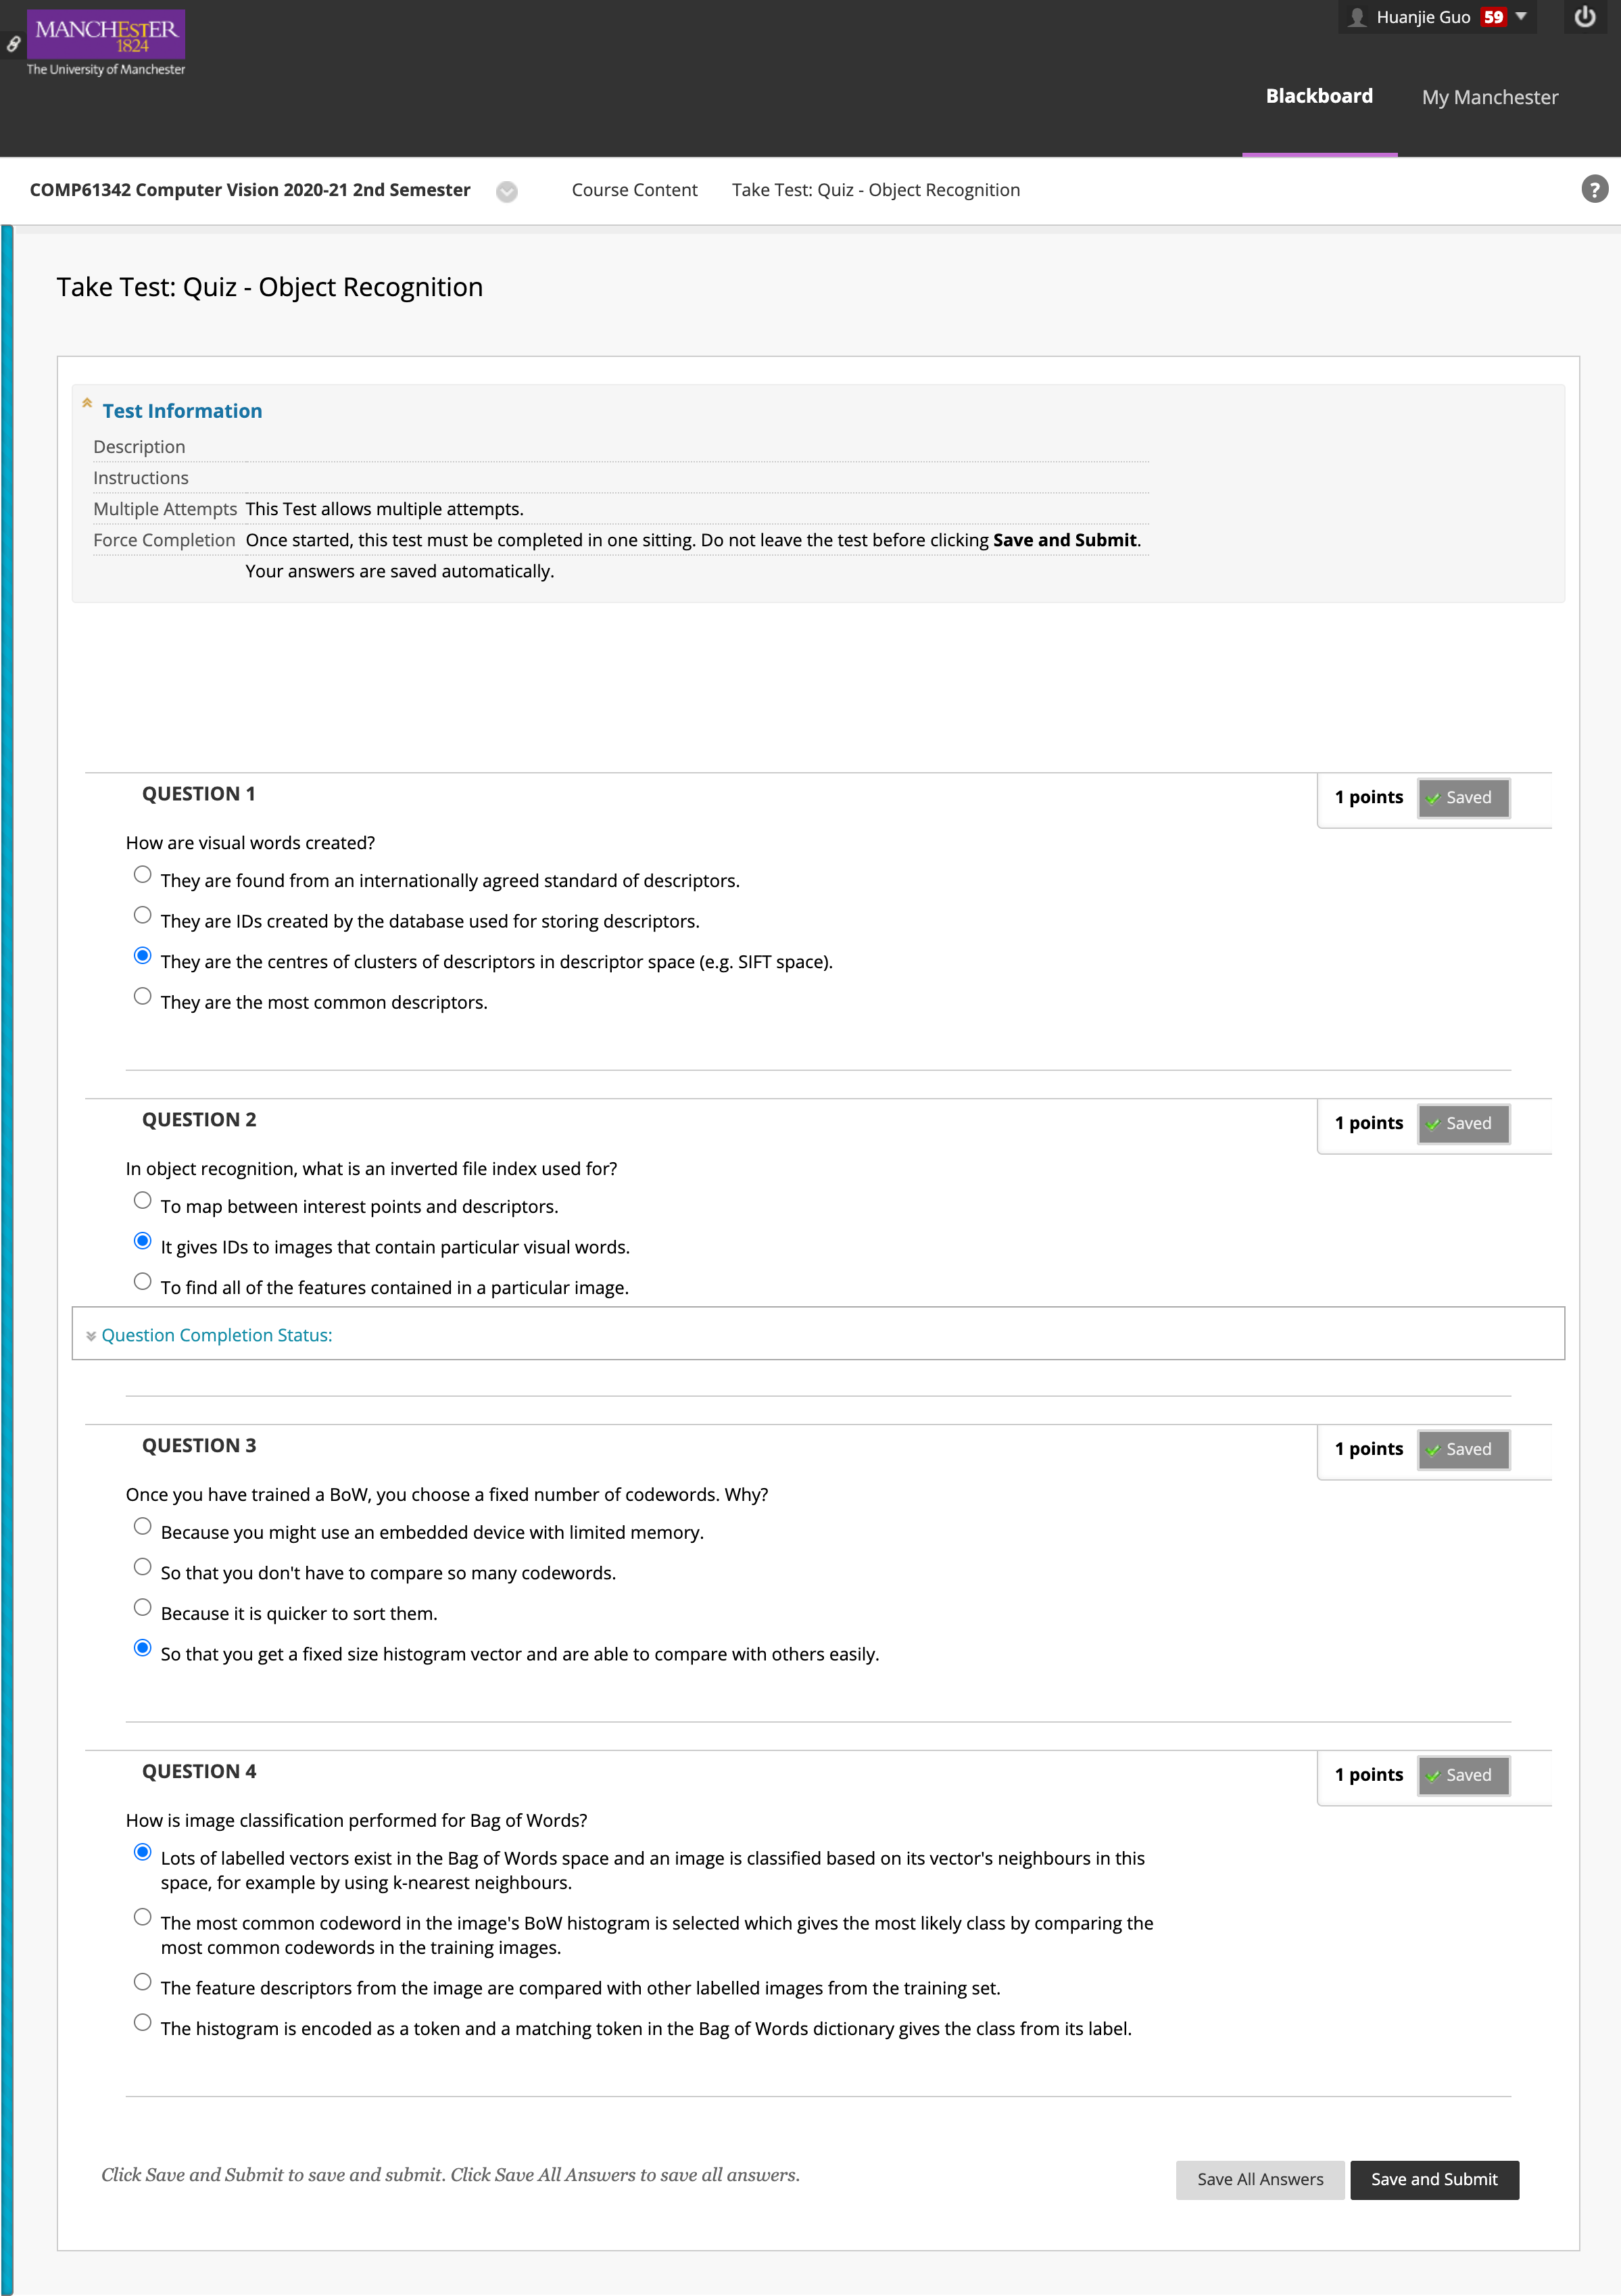 MANCHESTER
1824
The University of Manchester
Huanjie Guo 59
Blackboard
My Manchester
COMP61342 Computer Vision 2020-21 2nd Semester
Course Content
Take Test: Quiz - Object Recognition
?
Take Test: Quiz - Object Recognition
Test Information
Description
Instructions
Multiple Attempts This Test allows multiple attempts.
Force Completion Once started, this test must be completed in one sitting. Do not leave the test before clicking Save and Submit.
Your answers are saved automatically.
QUESTION 1
1 points Saved
How are visual words created?
They are found from an internationally agreed standard of descriptors.
They are IDs created by the database used for storing descriptors.
They are the centres of clusters of descriptors in descriptor space (e.g. SIFT space).
They are the most common descriptors.
QUESTION 2
1 points Saved
In object recognition, what is an inverted file index used for?
To map between interest points and descriptors.
It gives IDs to images that contain particular visual words.
To find all of the features contained in a particular image.
Question Completion Status:
QUESTION 3
1 points Saved
Once you have trained a BoW, you choose a fixed number of codewords. Why?
Because you might use an embedded device with limited memory.
So that you don't have to compare so many codewords.
Because it is quicker to sort them.
So that you get a fixed size histogram vector and are able to compare with others easily.
QUESTION 4
1 points Saved
How is image classification performed for Bag of Words?
Lots of labelled vectors exist in the Bag of Words space and an image is classified based on its vector's neighbours in this
space, for example by using k-nearest neighbours.
The most common codeword in the image's BoW histogram is selected which gives the most likely class by comparing the
most common codewords in the training images.
The feature descriptors from the image are compared with other labelled images from the training set.
The histogram is encoded as a token and a matching token in the Bag of Words dictionary gives the class from its label.
Click Save and Submit to save and submit. Click Save All Answers to save all answers.
Save All Answers
Save and Submit